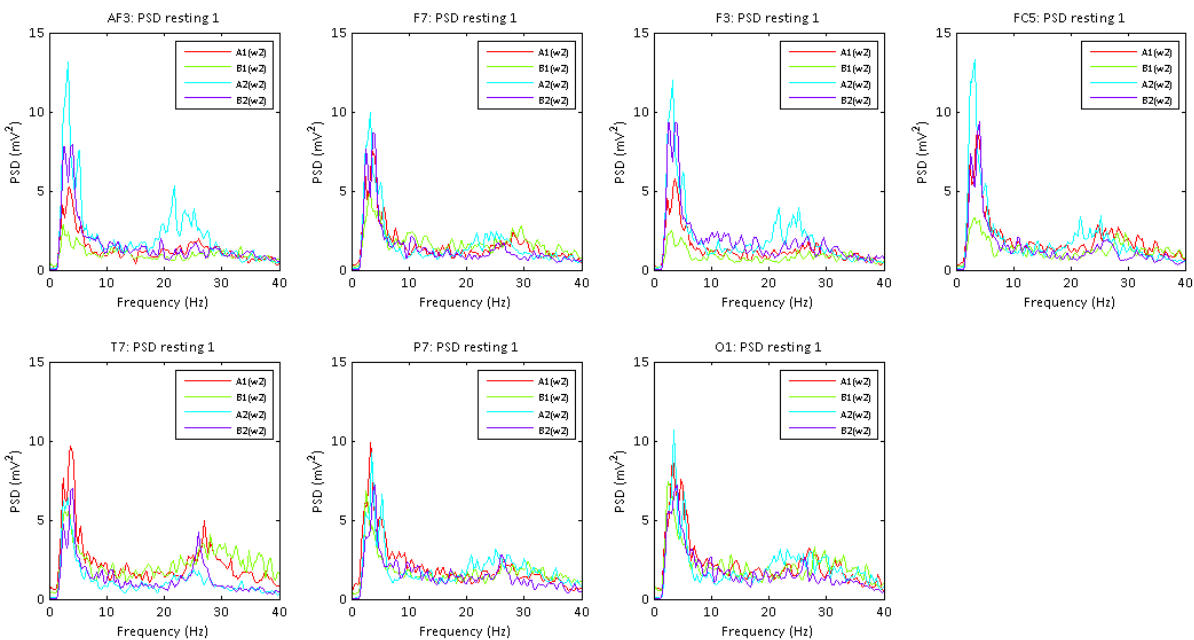 AF3: PSD resting 1
15
10
5
0
PSD (mV²)
A1(w2)
B1(w2)
A2(w2)
B2(w2)
0 10 20 30 40
Frequency (Hz)
F7: PSD resting 1
15
10
5
0
PSD (mV²)
A1(w2)
B1(w2)
A2(w2)
B2(w2)
0 10 20 30 40
Frequency (Hz)
F3: PSD resting 1
15
10
5
0
PSD (mV²)
A1(w2)
B1(w2)
A2(w2)
B2(w2)
0 10 20 30 40
Frequency (Hz)
FC5: PSD resting 1
15
10
5
0
PSD (mV²)
A1(w2)
B1(w2)
A2(w2)
B2(w2)
0 10 20 30 40
Frequency (Hz)
T7: PSD resting 1
15
10
5
0
PSD (mV²)
A1(w2)
B1(w2)
A2(w2)
B2(w2)
0 10 20 30 40
Frequency (Hz)
P7: PSD resting 1
15
10
5
0
PSD (mV²)
A1(w2)
B1(w2)
A2(w2)
B2(w2)
0 10 20 30 40
Frequency (Hz)
O1: PSD resting 1
15
10
5
0
PSD (mV²)
A1(w2)
B1(w2)
A2(w2)
B2(w2)
0 10 20 30 40
Frequency (Hz)